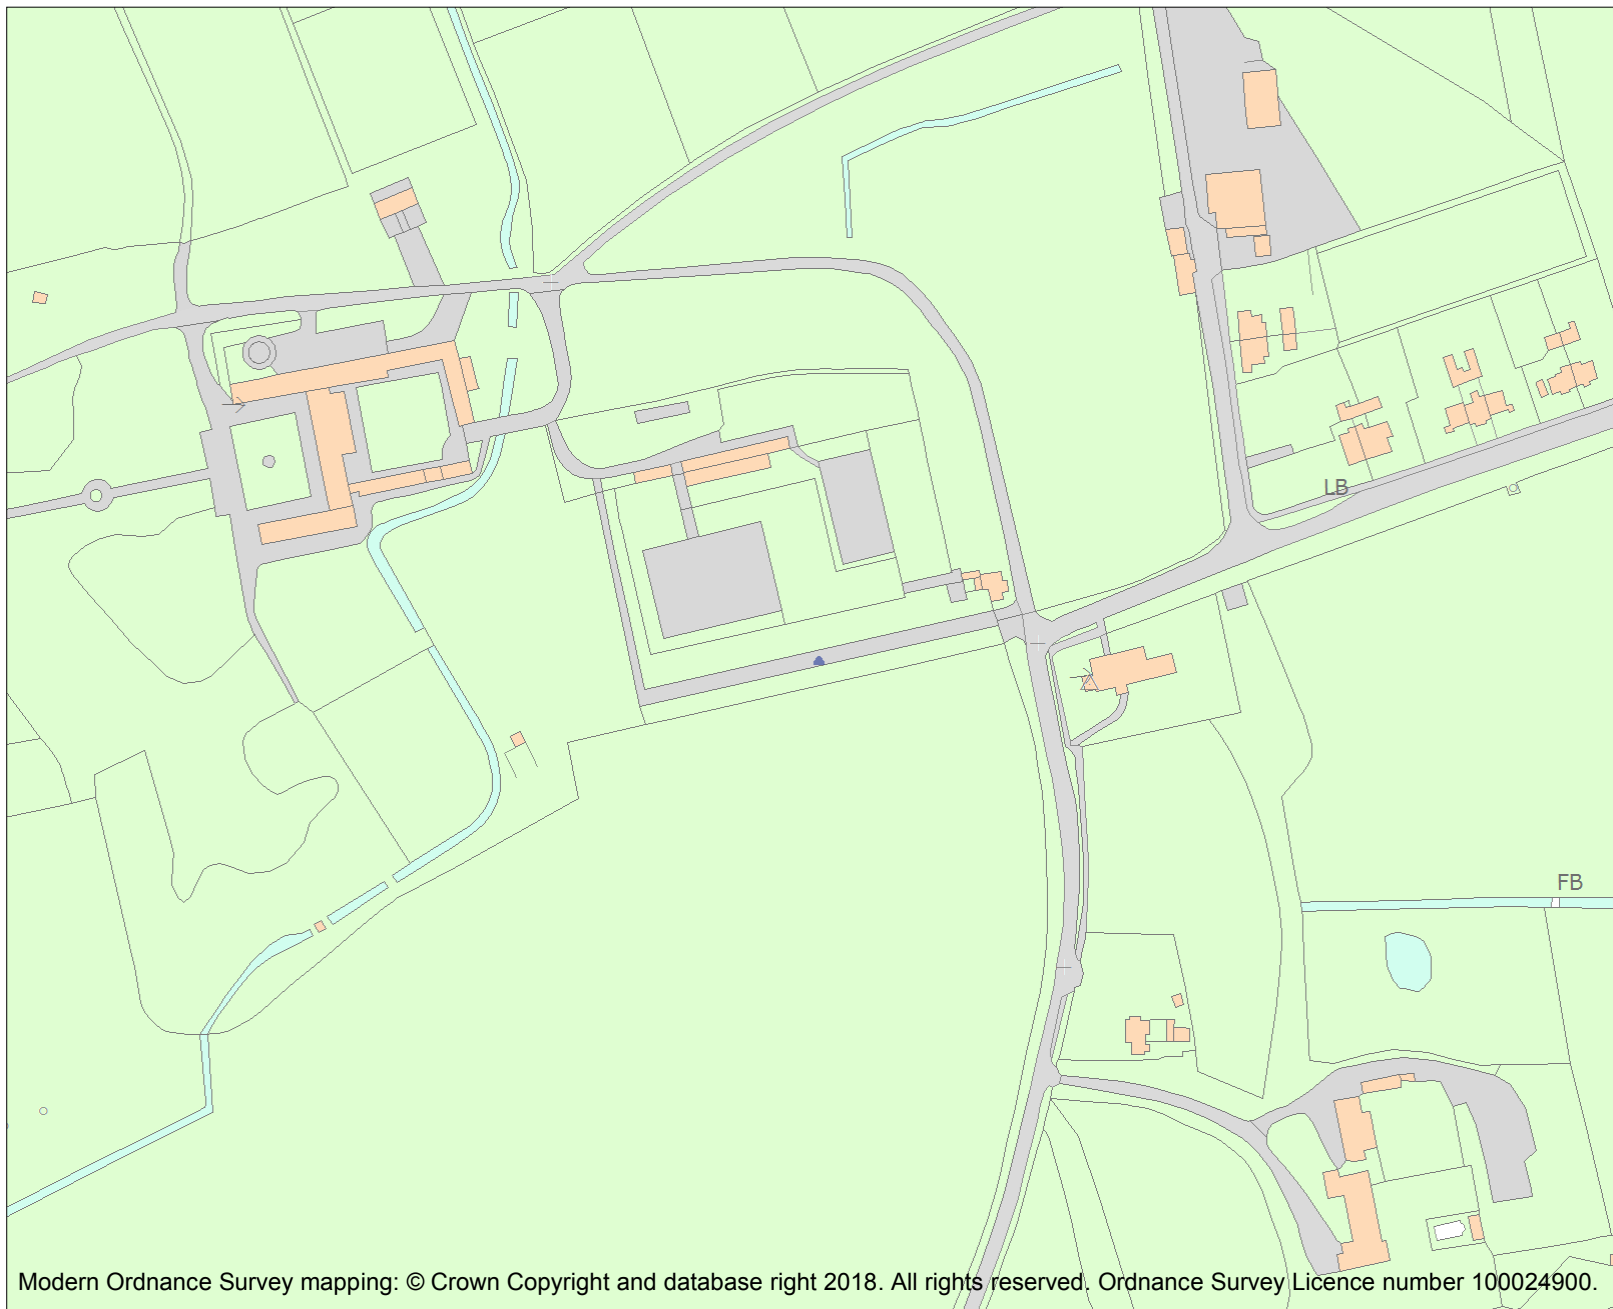 LB
FB
Modern Ordnance Survey mapping: © Crown Copyright and database right 2018. All rights reserved. Ordnance Survey Licence number 100024900.